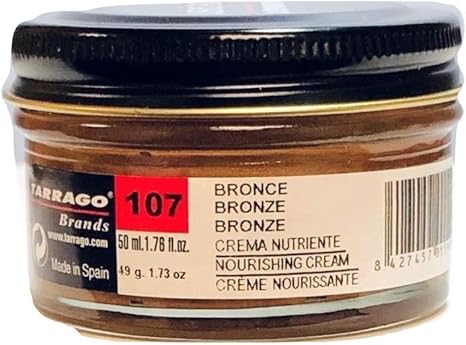 TARRAGO®
Brands
www.tarrago.com
Made in Spain
107
50 ml.1.76 fl.oz.
49 g. 1.73 oz
BRONCE
BRONZE
BRONZE
CREMA NUTRIENTE
NOURISHING CREAM
CRÈME NOURISSANTE
8 427457